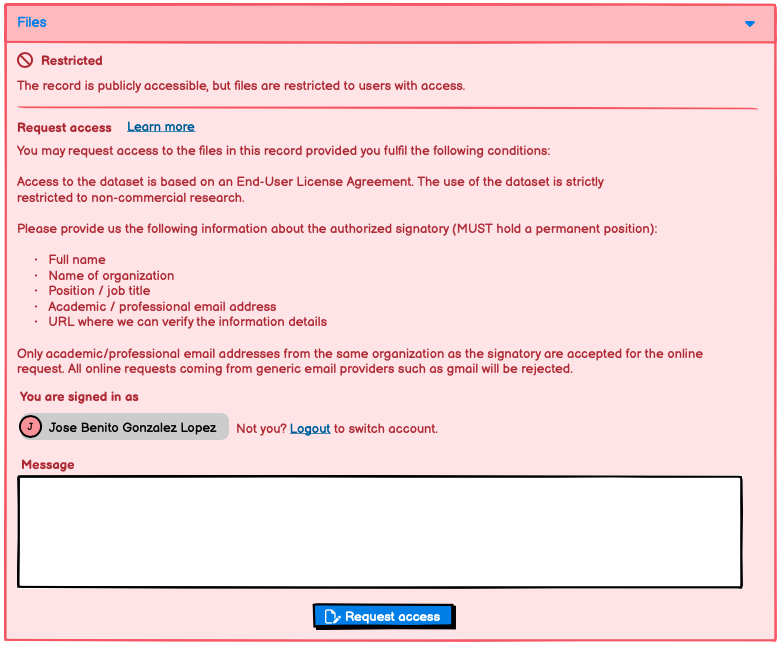 Files
Restricted
The record is publicly accessible, but files are restricted to users with access.
Request access Learn more
You may request access to the files in this record provided you fulfil the following conditions:
Access to the dataset is based on an End-User License Agreement. The use of the dataset is strictly
restricted to non-commercial research.
Please provide us the following information about the authorized signatory (MUST hold a permanent position):
· Full name
· Name of organization
· Position / job title
· Academic / professional email address
· URL where we can verify the information details
Only academic/professional email addresses from the same organization as the signatory are accepted for the online
request. All online requests coming from generic email providers such as gmail will be rejected.
You are signed in as
J Jose Benito Gonzalez Lopez Not you? Logout to switch account.
Message
Request access